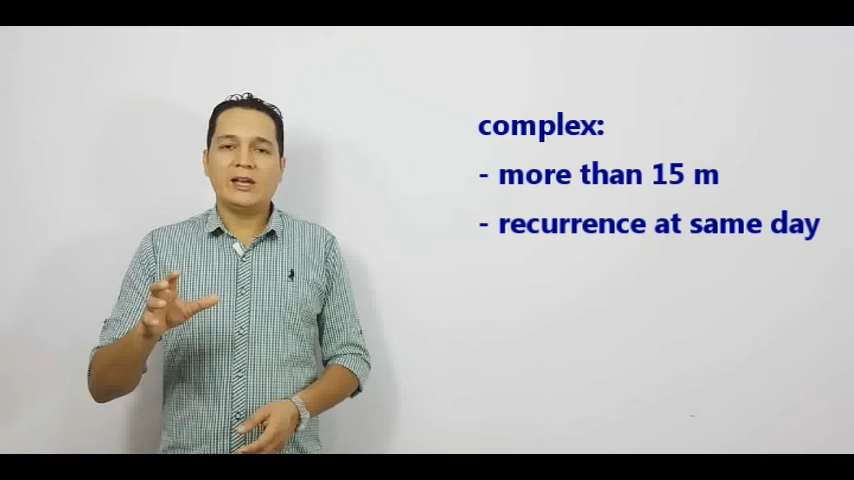 complex:
- more than 15 m
- recurrence at same day